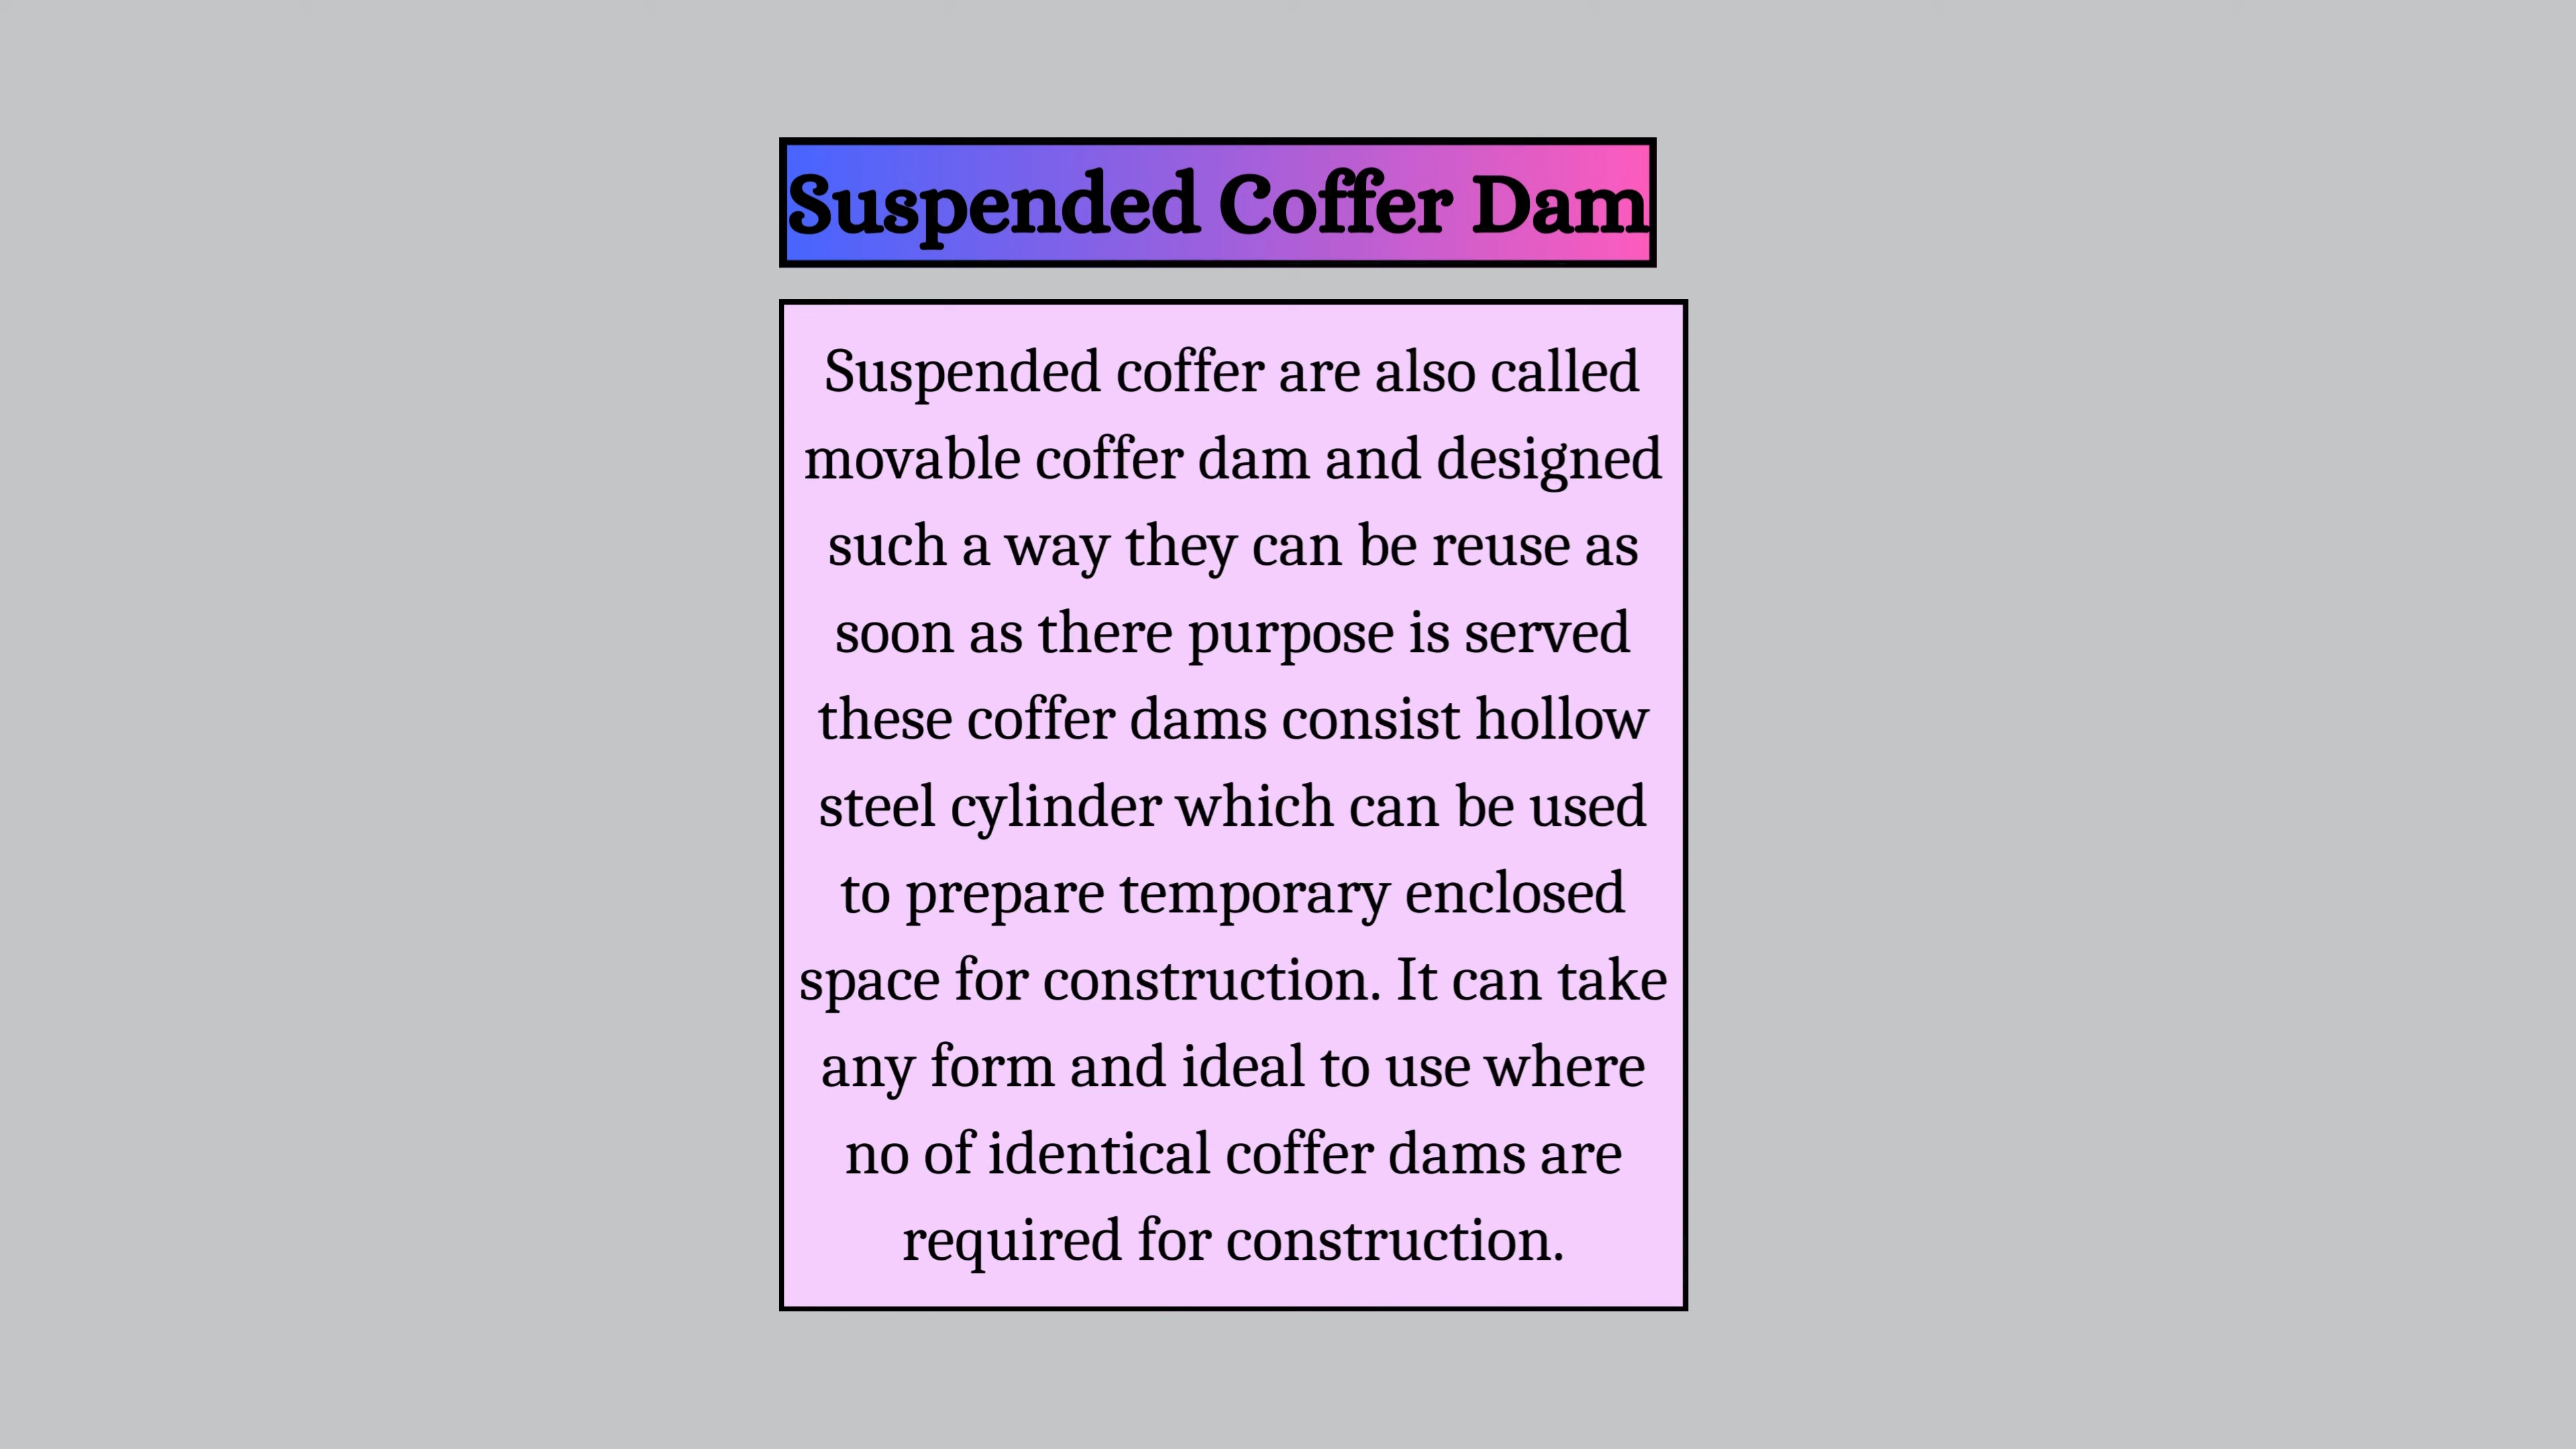 Suspended Coffer Dam
Suspended coffer are also called
movable coffer dam and designed
such a way they can be reuse as
soon as there purpose is served
these coffer dams consist hollow
steel cylinder which can be used
to prepare temporary enclosed
space for construction. It can take
any form and ideal to use where
no of identical coffer dams are
required for construction.